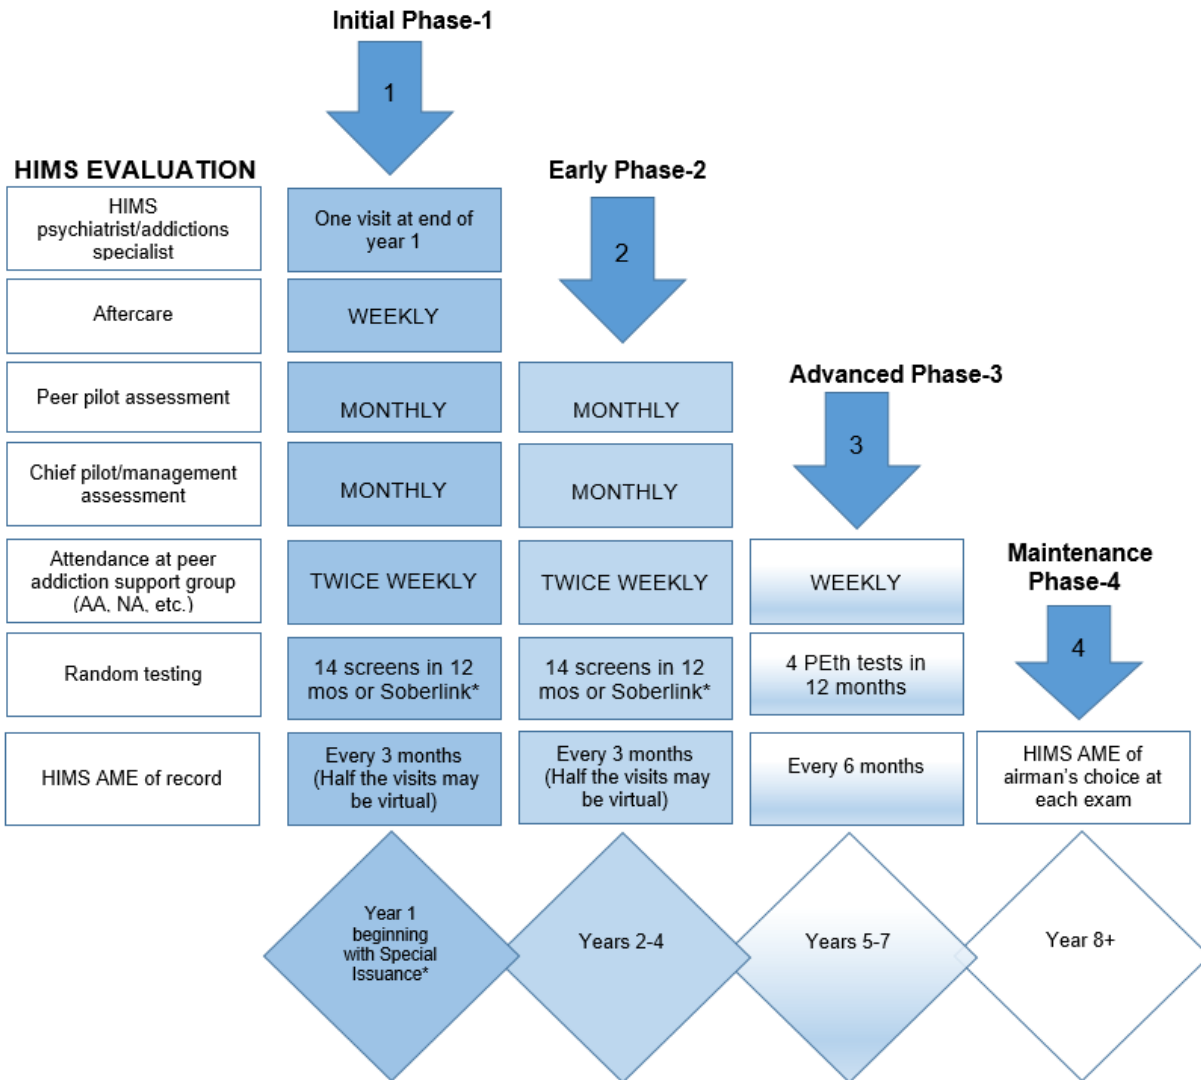 Initial Phase-1
1
HIMS EVALUATION
Early Phase-2
HIMS
psychiatrist/addictions
specialist
One visit at end of
year 1
2
Aftercare
WEEKLY
Advanced Phase-3
Peer pilot assessment
MONTHLY
MONTHLY
3
Chief pilot/management
assessment
MONTHLY
MONTHLY
Maintenance
Phase-4
Attendance at peer
addiction support group
(AA, NA, etc.)
TWICE WEEKLY
TWICE WEEKLY
WEEKLY
4
Random testing
14 screens in 12
mos or Soberlink*
14 screens in 12
mos or Soberlink*
4 PEth tests in
12 months
HIMS AME of record
Every 3 months
(Half the visits may
be virtual)
Every 3 months
(Half the visits may
be virtual)
Every 6 months
HIMS AME of
airman's choice at
each exam
Year 1
beginning
with Special
Issuance*
Years 2-4
Years 5-7
Year 8+